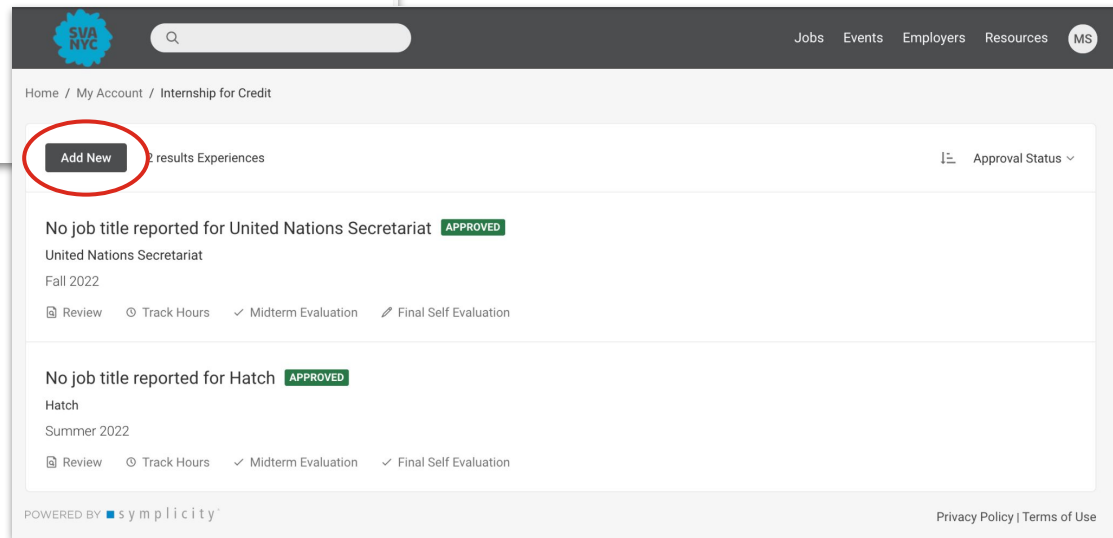 SVA
NYC
Jobs Events Employers Resources MS
Home / My Account / Internship for Credit
Add New 2 results Experiences Approval Status
No job title reported for United Nations Secretariat APPROVED
United Nations Secretariat
Fall 2022
Review Track Hours Midterm Evaluation Final Self Evaluation
No job title reported for Hatch APPROVED
Hatch
Summer 2022
Review Track Hours Midterm Evaluation Final Self Evaluation
POWERED BY symplicity Privacy Policy | Terms of Use